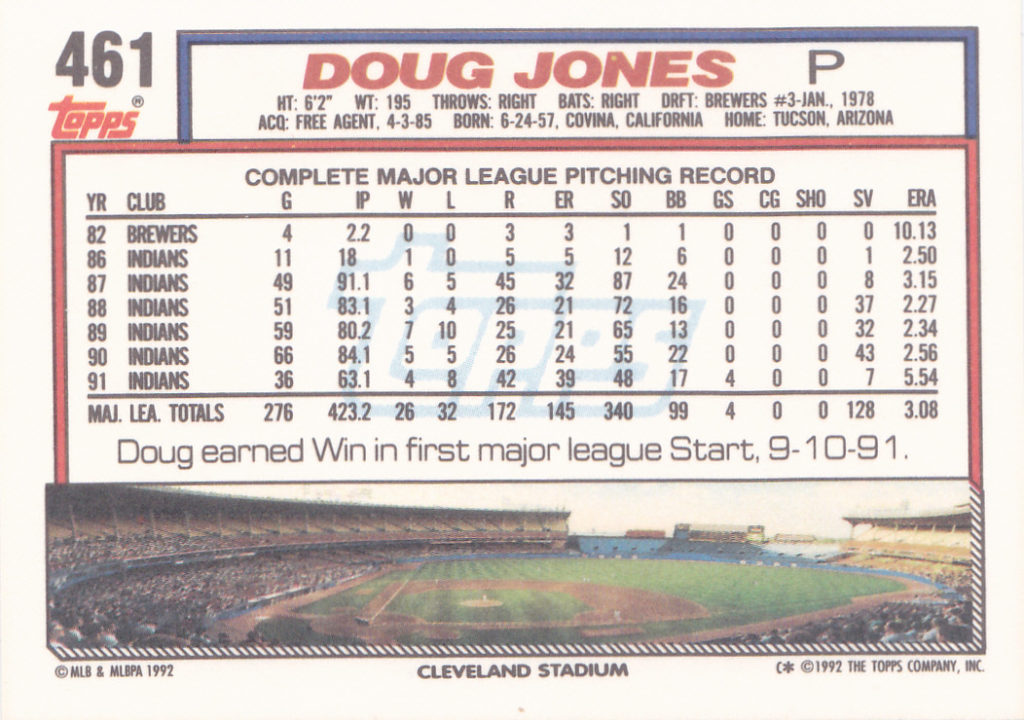 461
Topps®
DOUG JONES P
HT: 6'2" WT: 195 THROWS: RIGHT BATS: RIGHT DRFT: BREWERS #3-JAN., 1978
ACQ: FREE AGENT, 4-3-85 BORN: 6-24-57, COVINA, CALIFORNIA HOME: TUCSON, ARIZONA
COMPLETE MAJOR LEAGUE PITCHING RECORD
YR CLUB G IP W L R ER SO BB GS CG SHO SV ERA
82 BREWERS 4 2.2 0 0 3 3 1 1 0 0 0 0 10.13
86 INDIANS 11 18 1 0 5 5 12 6 0 0 0 1 2.50
87 INDIANS 49 91.1 6 5 45 32 87 24 0 0 0 8 3.15
88 INDIANS 51 83.1 3 4 26 21 72 16 0 0 0 37 2.27
89 INDIANS 59 80.2 7 10 25 21 65 13 0 0 0 32 2.34
90 INDIANS 66 84.1 5 5 26 24 55 22 0 0 0 43 2.56
91 INDIANS 36 63.1 4 8 42 39 48 17 4 0 0 7 5.54
MAJ. LEA. TOTALS 276 423.2 26 32 172 145 340 99 4 0 0 128 3.08
Topps
Doug earned Win in first major league Start, 9-10-91.
© MLB & MLBPA 1992
CLEVELAND STADIUM
C* ©1992 THE TOPPS COMPANY, INC.